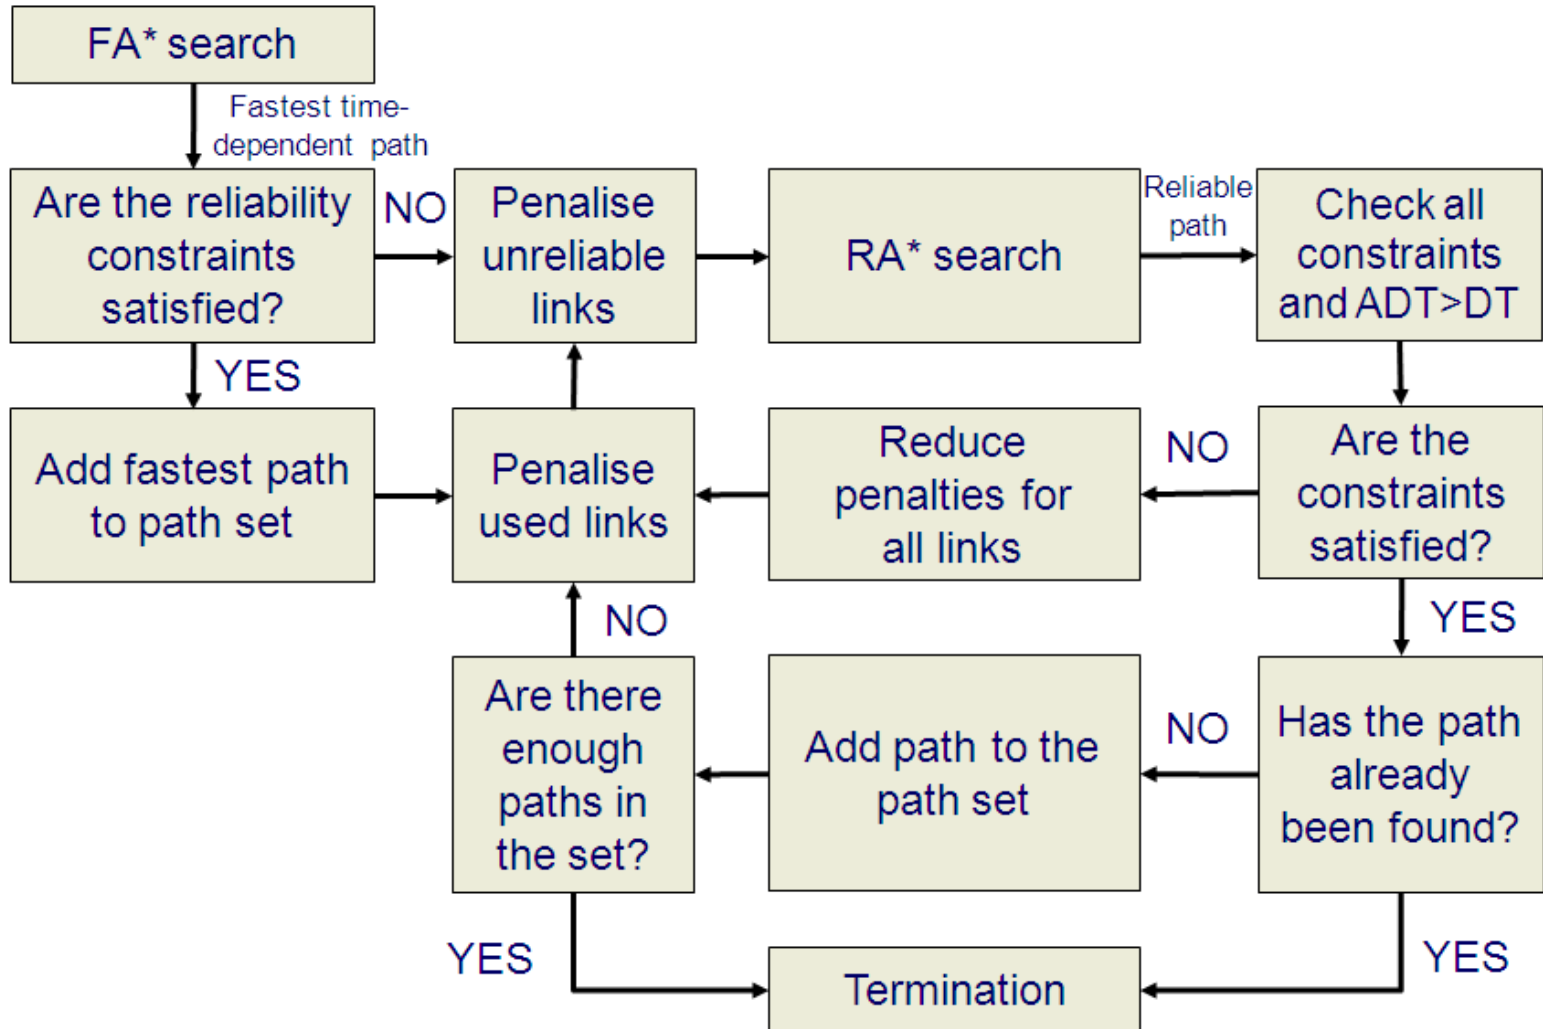 FA* search
Fastest time-
dependent path
Are the reliability
constraints
satisfied?
NO
Penalise
unreliable
links
RA* search
Reliable
path
Check all
constraints
and ADT>DT
YES
Add fastest path
to path set
Penalise
used links
Reduce
penalties for
all links
NO
Are the
constraints
satisfied?
NO
YES
Are there
enough
paths in
the set?
Add path to the
path set
NO
Has the path
already
been found?
YES
Termination
YES